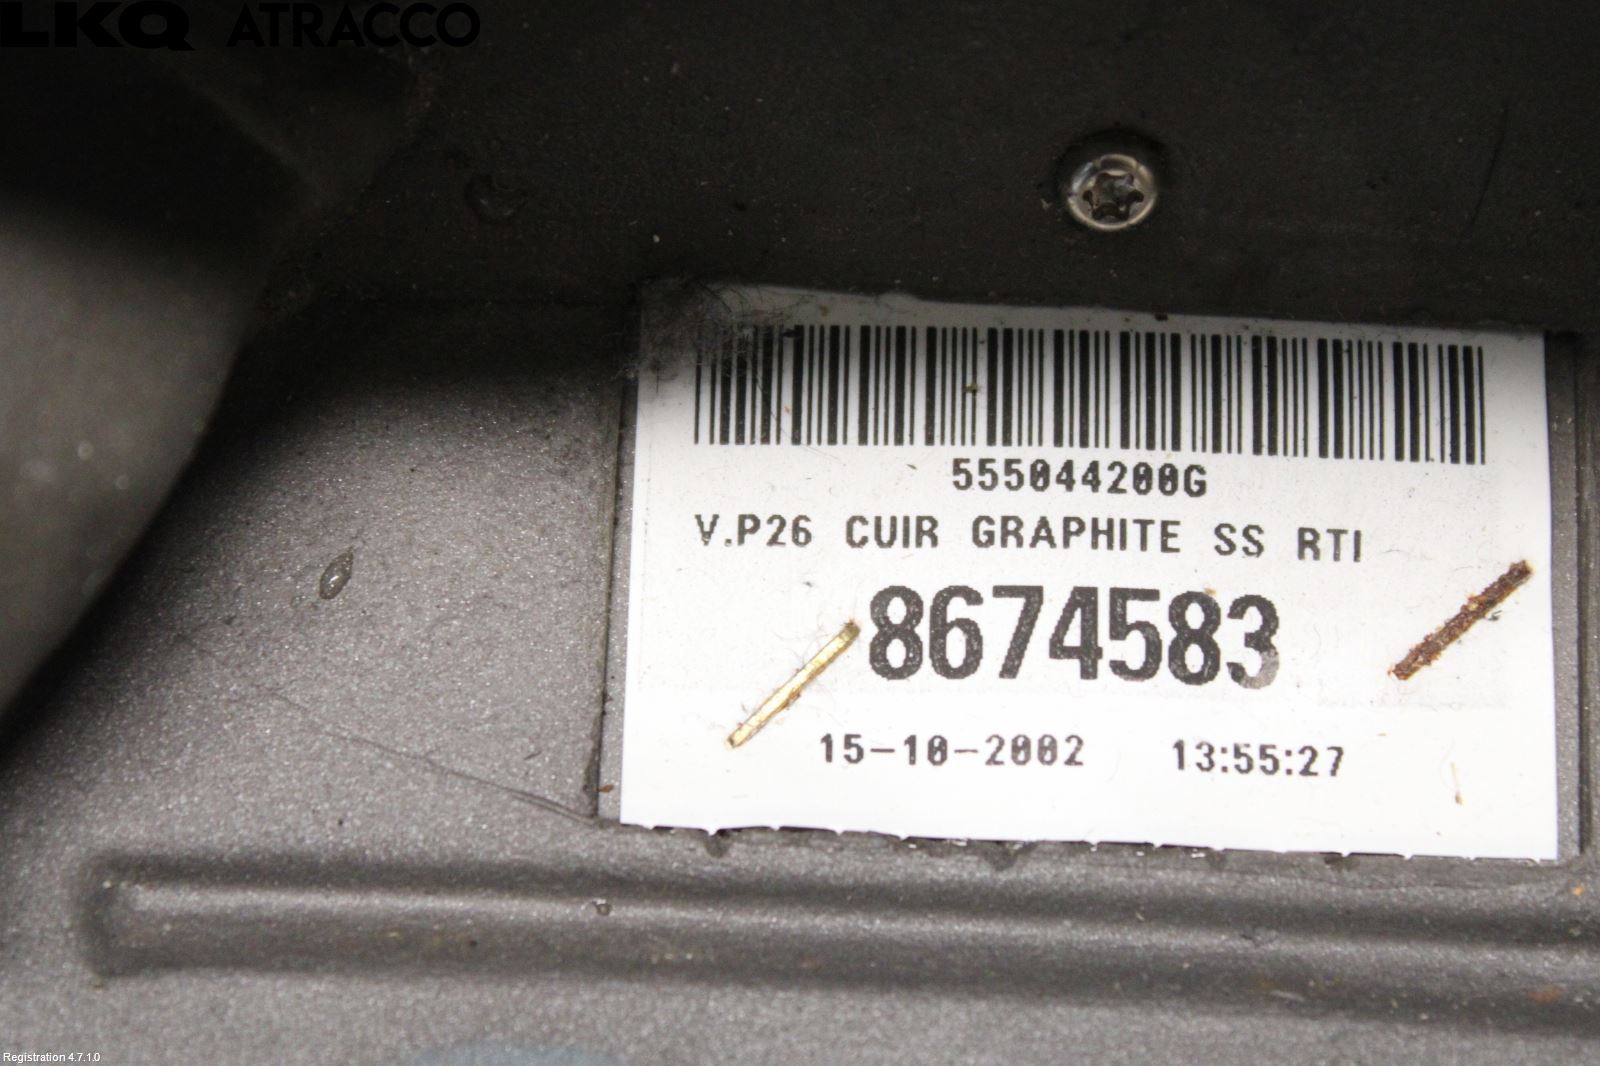 LKQ ATRACCO
555044200G
V.P26 CUIR GRAPHITE SS RTI
8674583
15-10-2002 13:55:27
Registration 4.7.1.0